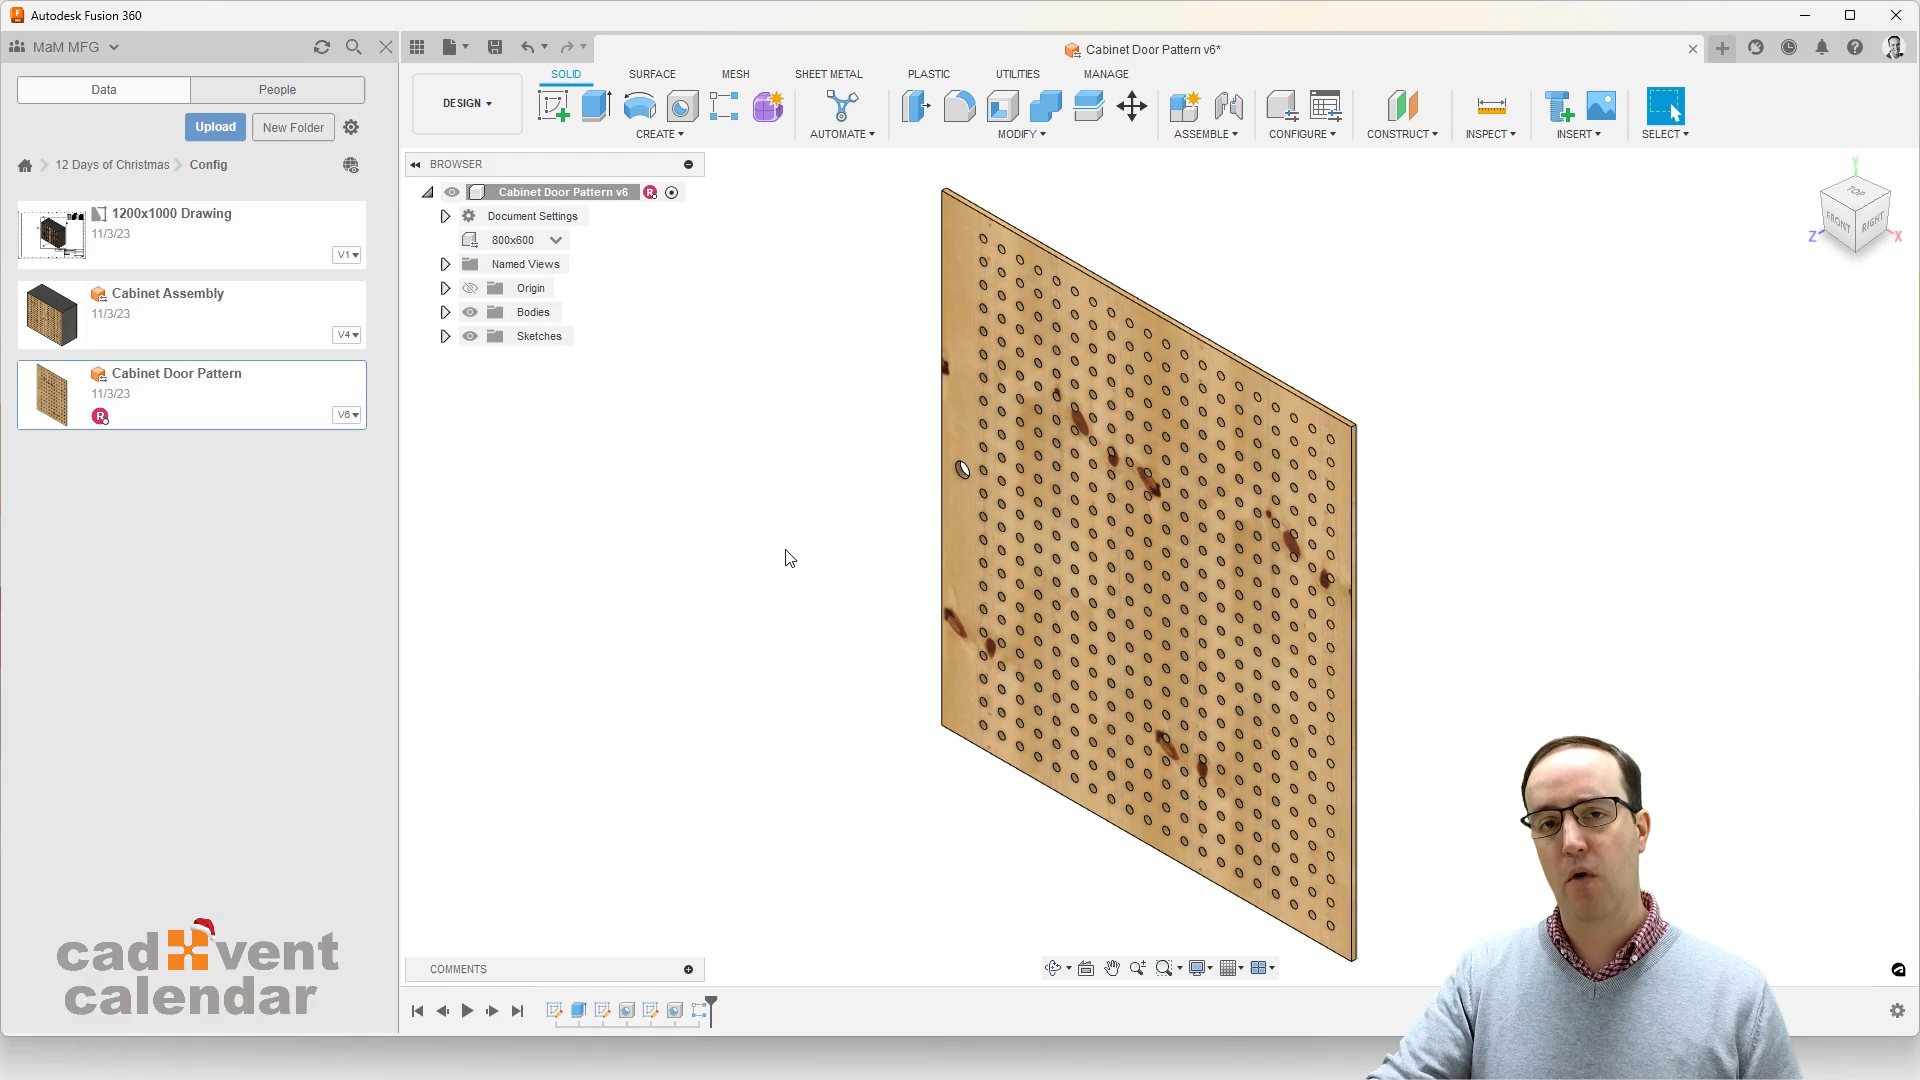 Autodesk Fusion 360
MaM MFG
Cabinet Door Pattern v6*
Data
People
Upload
New Folder
12 Days of Christmas
Config
1200x1000 Drawing
11/3/23
V1
Cabinet Assembly
11/3/23
V4
Cabinet Door Pattern
11/3/23
R
V6
DESIGN
SOLID
SURFACE
MESH
SHEET METAL
PLASTIC
UTILITIES
MANAGE
CREATE
AUTOMATE
MODIFY
ASSEMBLE
CONFIGURE
CONSTRUCT
INSPECT
INSERT
SELECT
BROWSER
Cabinet Door Pattern v6
R
Document Settings
800x600
Named Views
Origin
Bodies
Sketches
Y
TOP
FRONT
RIGHT
Z
X
COMMENTS
cad vent
calendar